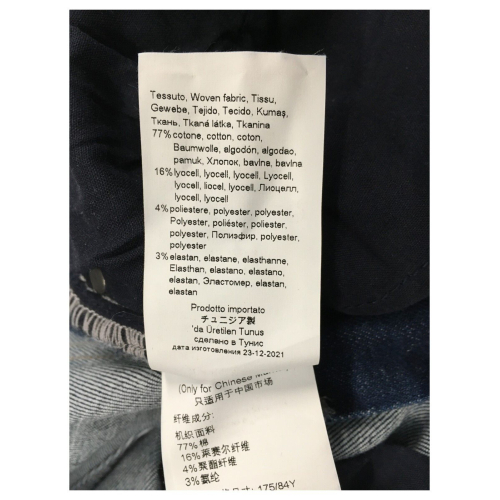 Tessuto, Woven fabric, Tissu,
Gewebe, Tejido, Tecido, Kumaş,
Ткань, Tkaná látka, Tkanina
77% cotone, cotton, coton,
Baumwolle, algodón, algodao,
pamuk, Хлопок, bavlna, bavlna
16% lyocell, lyocell, lyocell, Lyocell,
lyocell, liocel, lyocell, Лиоцелл,
lyocell, lyocell
4% poliestere, polyester, polyester,
Polyester, poliéster, poliester,
polyester, Полиэфир, polyester,
polyester
3% elastan, elastane, elasthanne,
Elasthan, elastano, elastano,
elastan, Эластомер, elastan,
elastan
Prodotto importato
チュニジア製
'da Üretilen Tunus
сделано в Тунис
дата изготовления 23-12-2021
(Only for Chinese
只适用于中国市场
纤维成分:
机织面料
77% 棉
16% 莱赛尔纤维
4% 聚酯纤维
3% 氨纶
175/84Y